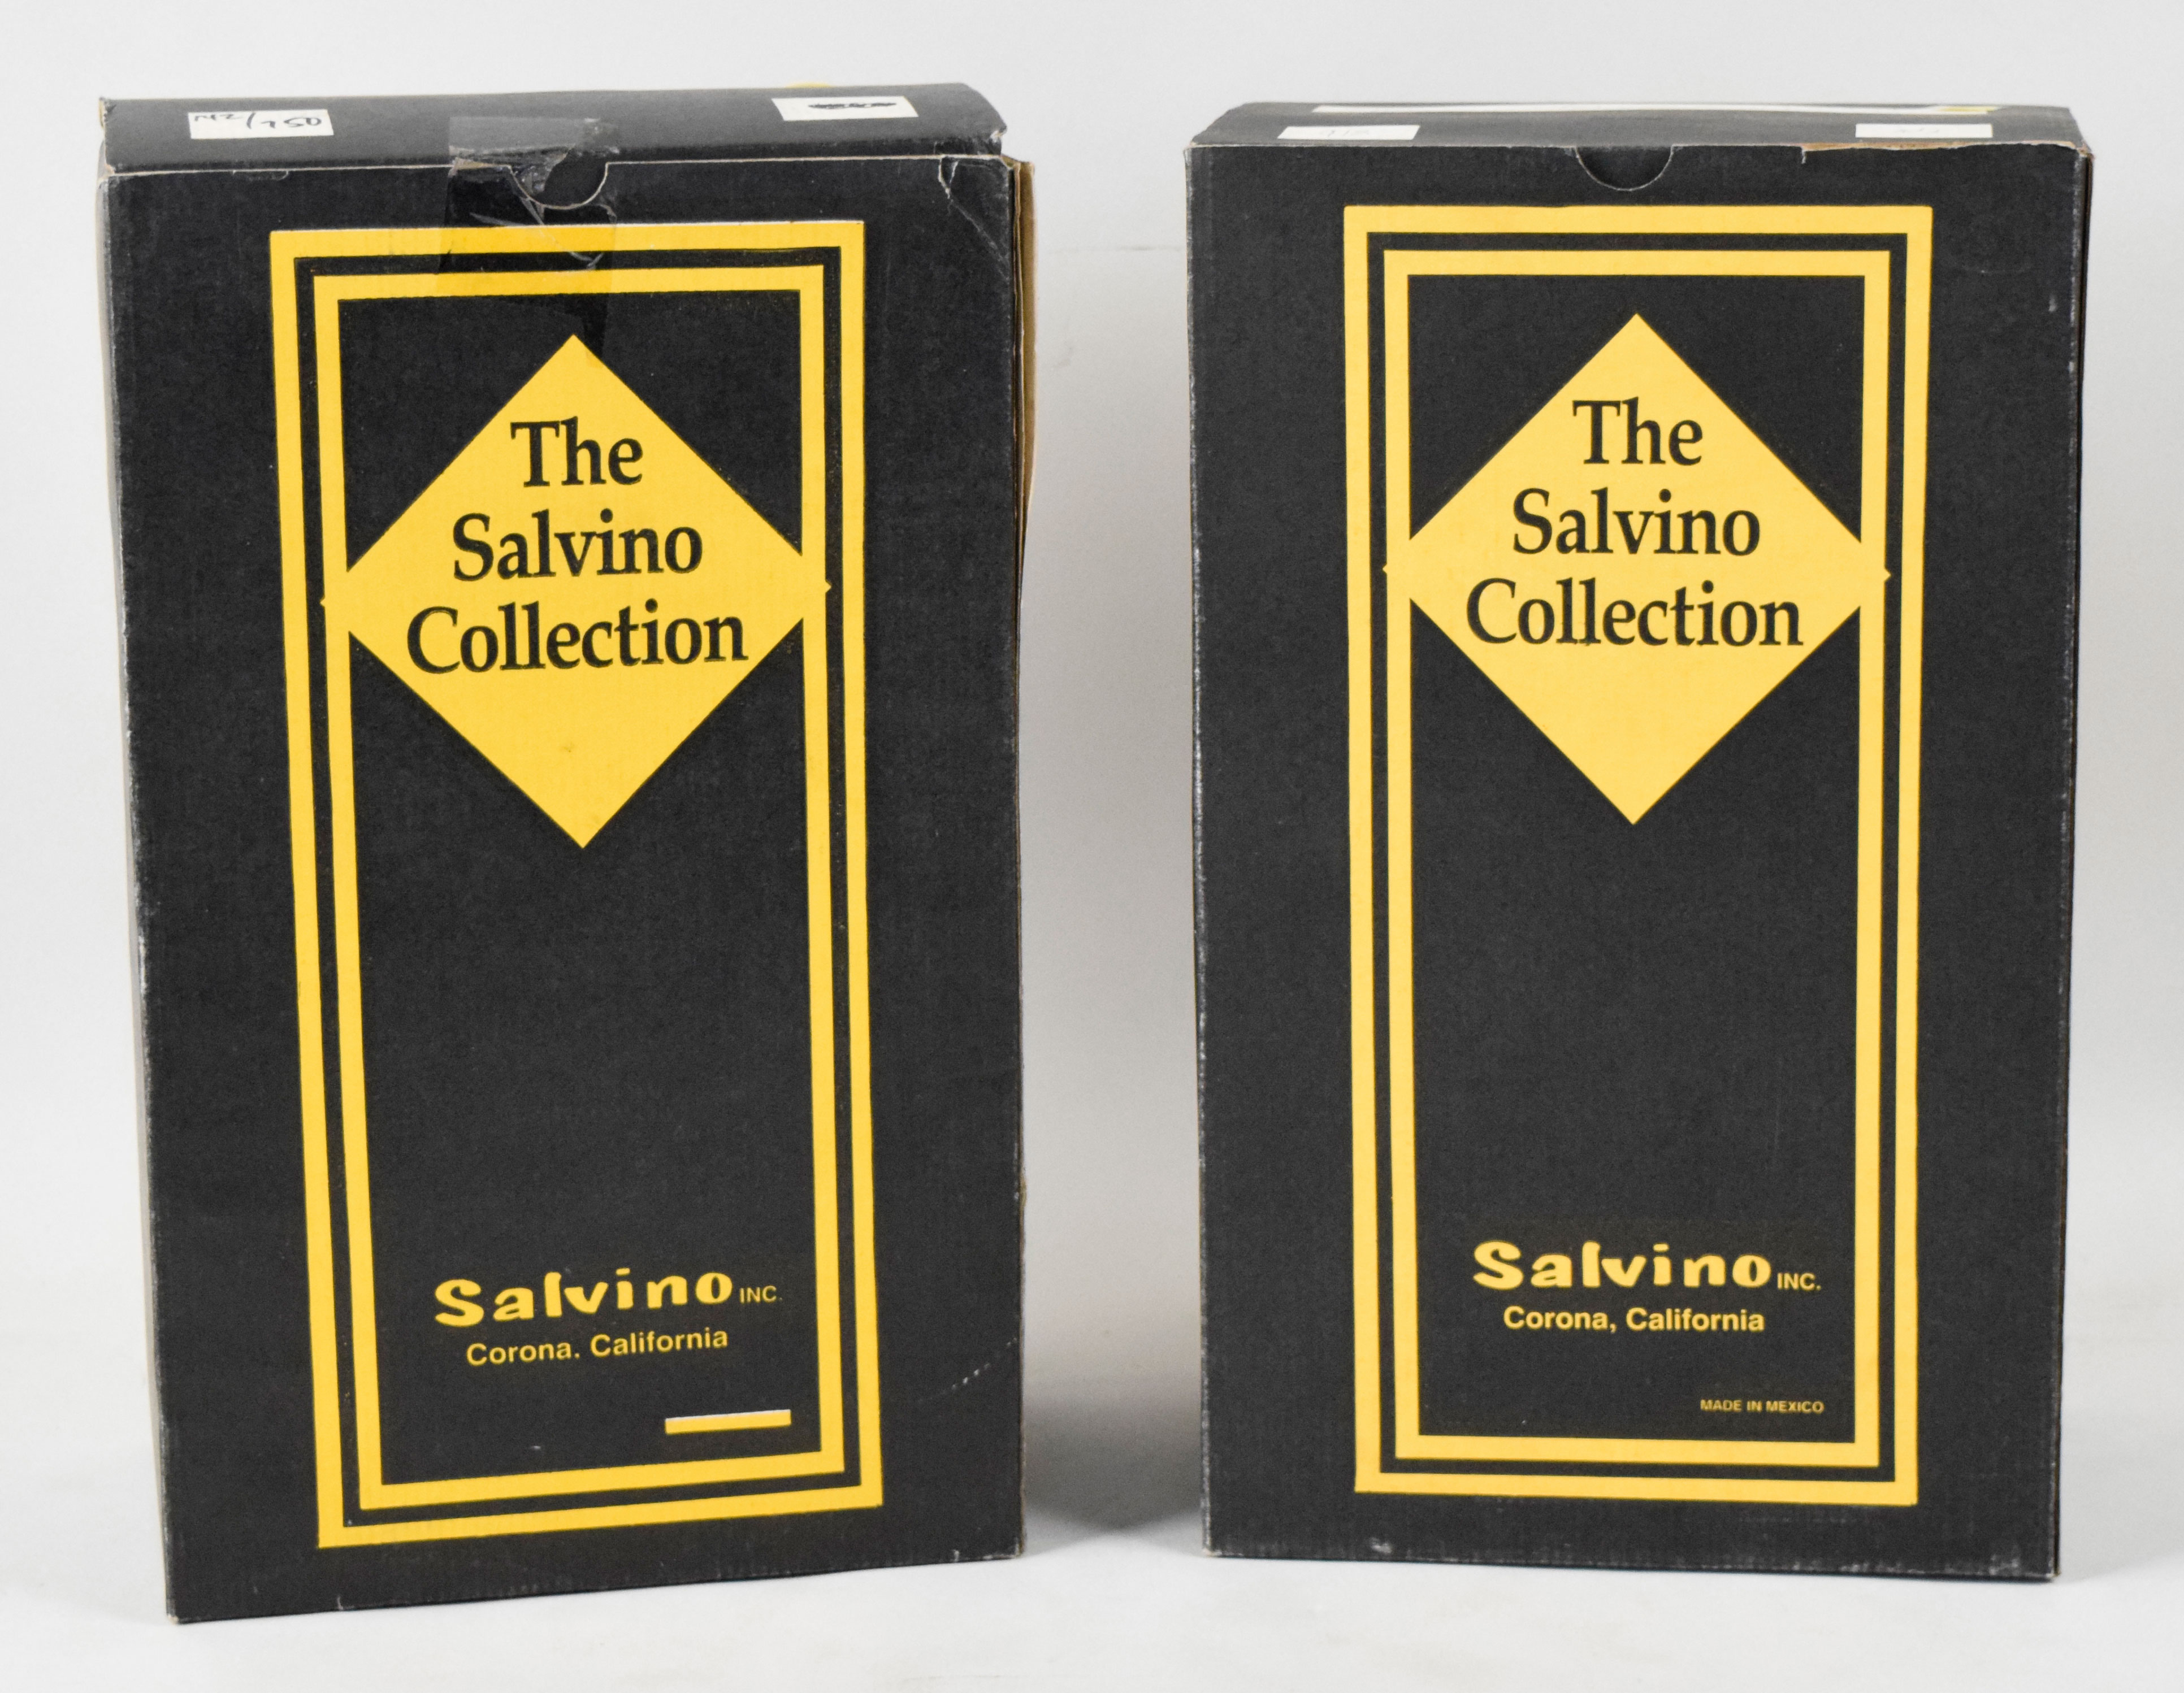 The
Salvino
Collection
Salvino INC.
Corona. California
The
Salvino
Collection
Salvino INC.
Corona, California
MADE IN MEXICO